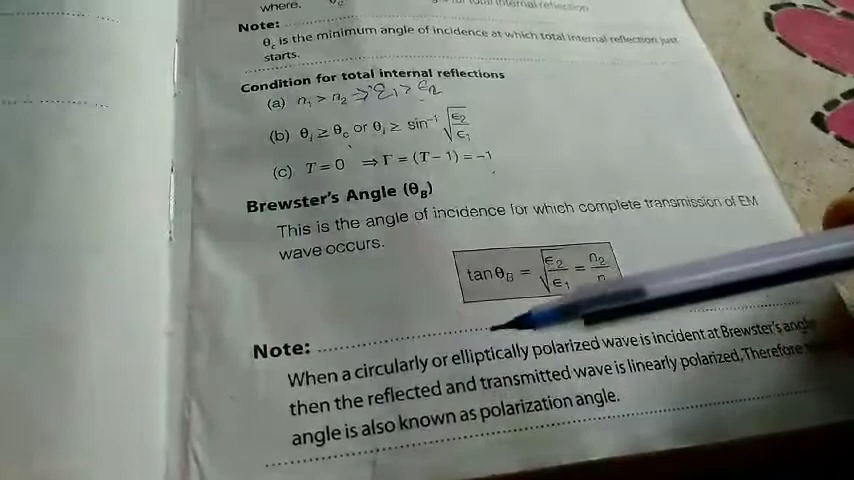 where.
for total internal reflection
Note:
θc is the minimum angle of incidence at which total internal reflection just
starts.
Condition for total internal reflections
(a) n1 > n2 ⇒ ε1 > ε2
(b) θi ≥ θc or θi ≥ sin⁻¹ √(ε2/ε1)
(c) T = 0 ⇒ Γ = (T − 1) = −1
Brewster's Angle (θB)
This is the angle of incidence for which complete transmission of EM
wave occurs.
tan θB = √(ε2/ε1) = n2/n
Note:
When a circularly or elliptically polarized wave is incident at Brewster's angle
then the reflected and transmitted wave is linearly polarized, Therefore
angle is also known as polarization angle.